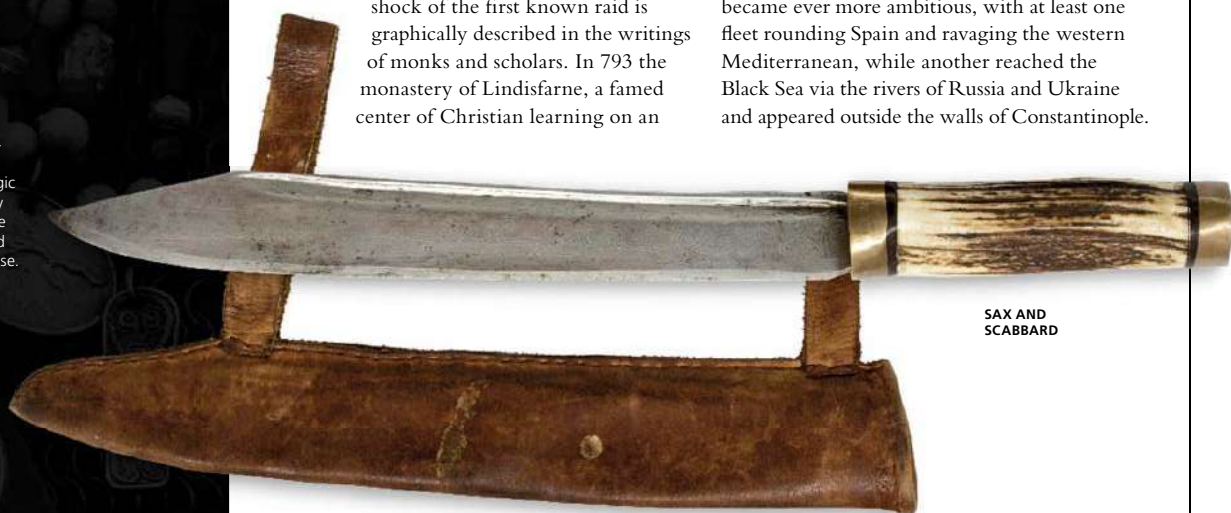 gic
e
d
se.
shock of the first known raid is
graphically described in the writings
of monks and scholars. In 793 the
monastery of Lindisfarne, a famed
center of Christian learning on an
became ever more ambitious, with at least one
fleet rounding Spain and ravaging the western
Mediterranean, while another reached the
Black Sea via the rivers of Russia and Ukraine
and appeared outside the walls of Constantinople.
SAX AND
SCABBARD